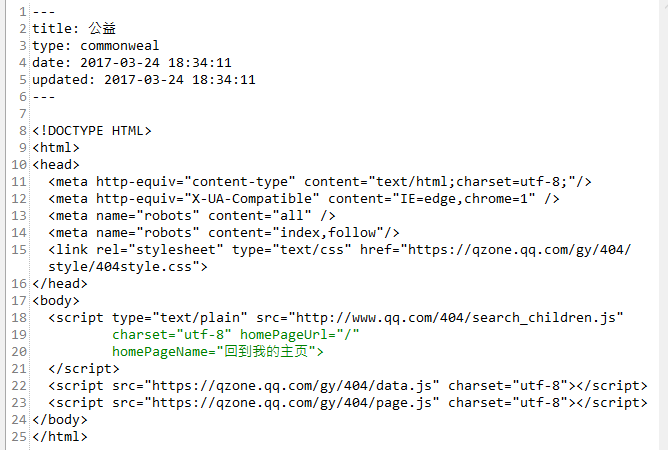 1 ---
2 title: 公益
3 type: commonweal
4 date: 2017-03-24 18:34:11
5 updated: 2017-03-24 18:34:11
6 ---
7
8 <!DOCTYPE HTML>
9 <html>
10 <head>
11   <meta http-equiv="content-type" content="text/html;charset=utf-8;"/>
12   <meta http-equiv="X-UA-Compatible" content="IE=edge,chrome=1" />
13   <meta name="robots" content="all" />
14   <meta name="robots" content="index,follow"/>
15   <link rel="stylesheet" type="text/css" href="https://qzone.qq.com/gy/404/
  style/404style.css">
16 </head>
17 <body>
18   <script type="text/plain" src="http://www.qq.com/404/search_children.js"
19           charset="utf-8" homePageUrl="/"
20           homePageName="回到我的主页">
21   </script>
22   <script src="https://qzone.qq.com/gy/404/data.js" charset="utf-8"></script>
23   <script src="https://qzone.qq.com/gy/404/page.js" charset="utf-8"></script>
24 </body>
25 </html>